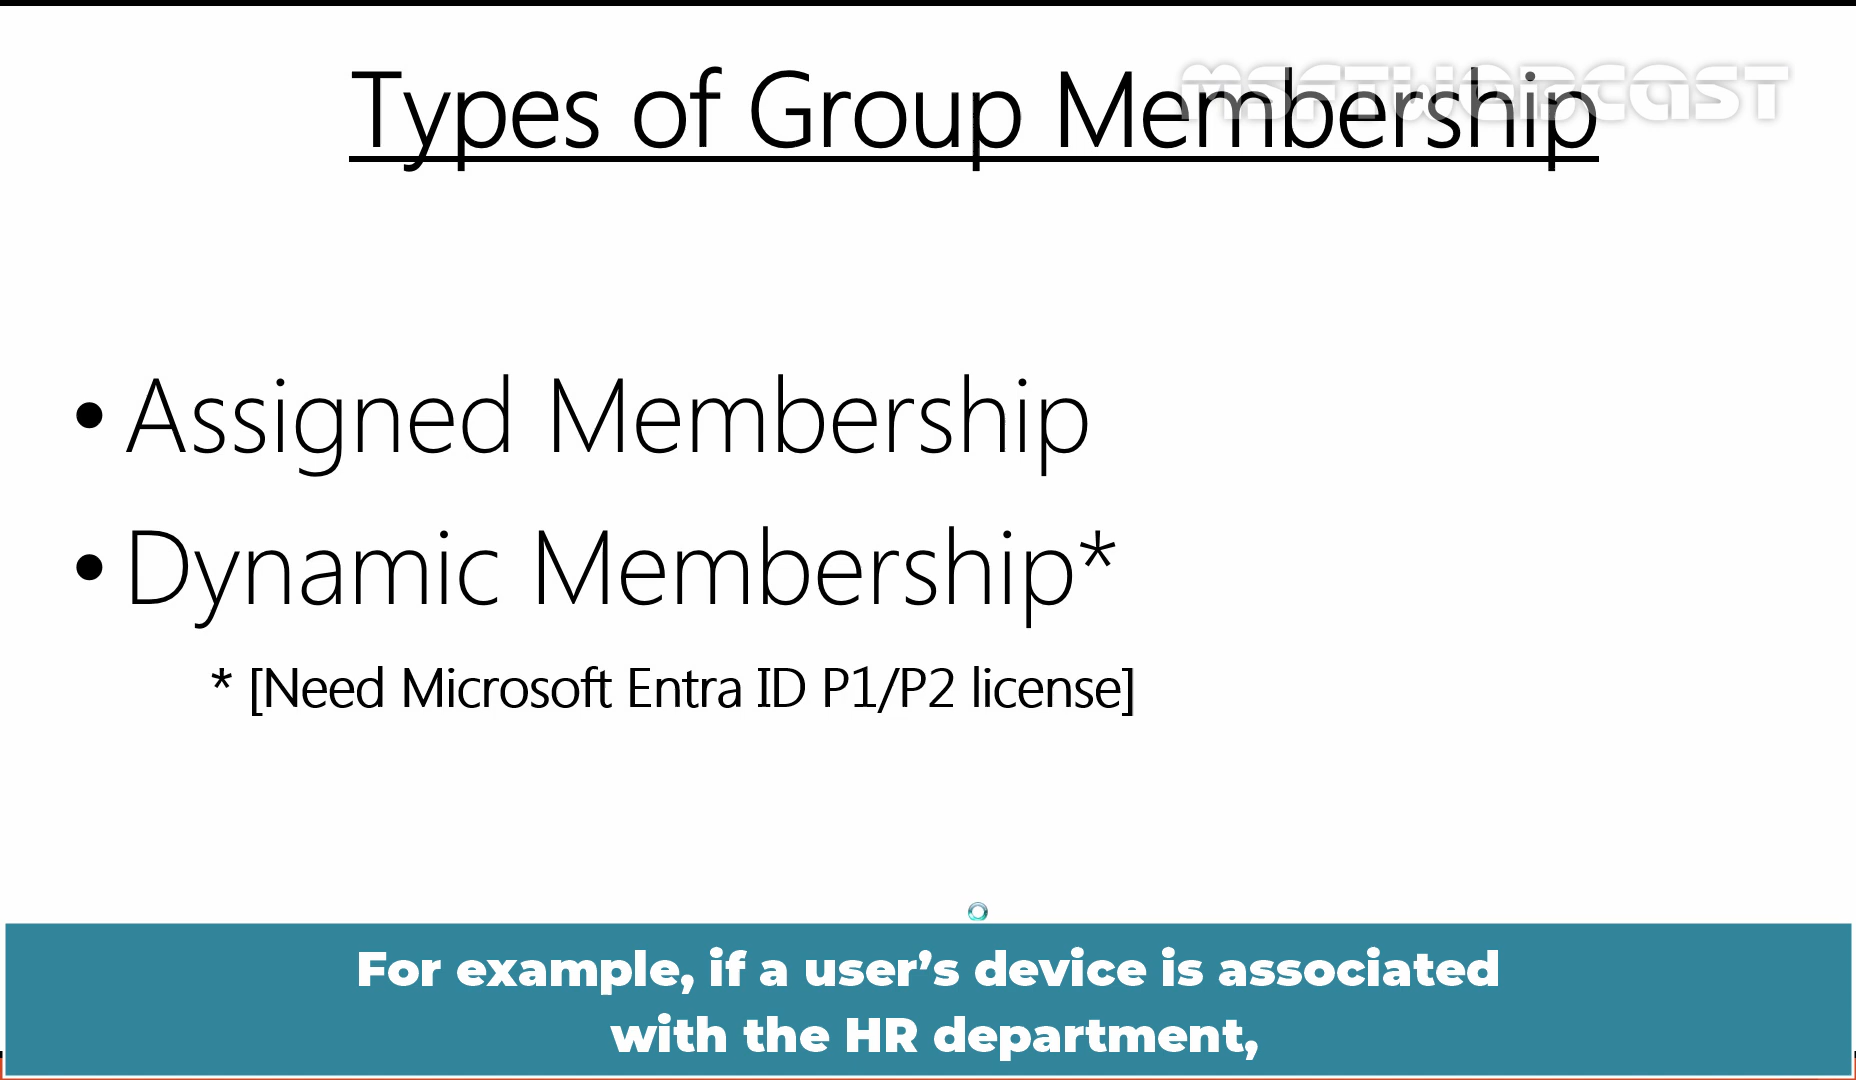 Types of Group Membership
MSFTWEBCAST
• Assigned Membership
• Dynamic Membership*
* [Need Microsoft Entra ID P1/P2 license]
For example, if a user’s device is associated
with the HR department,